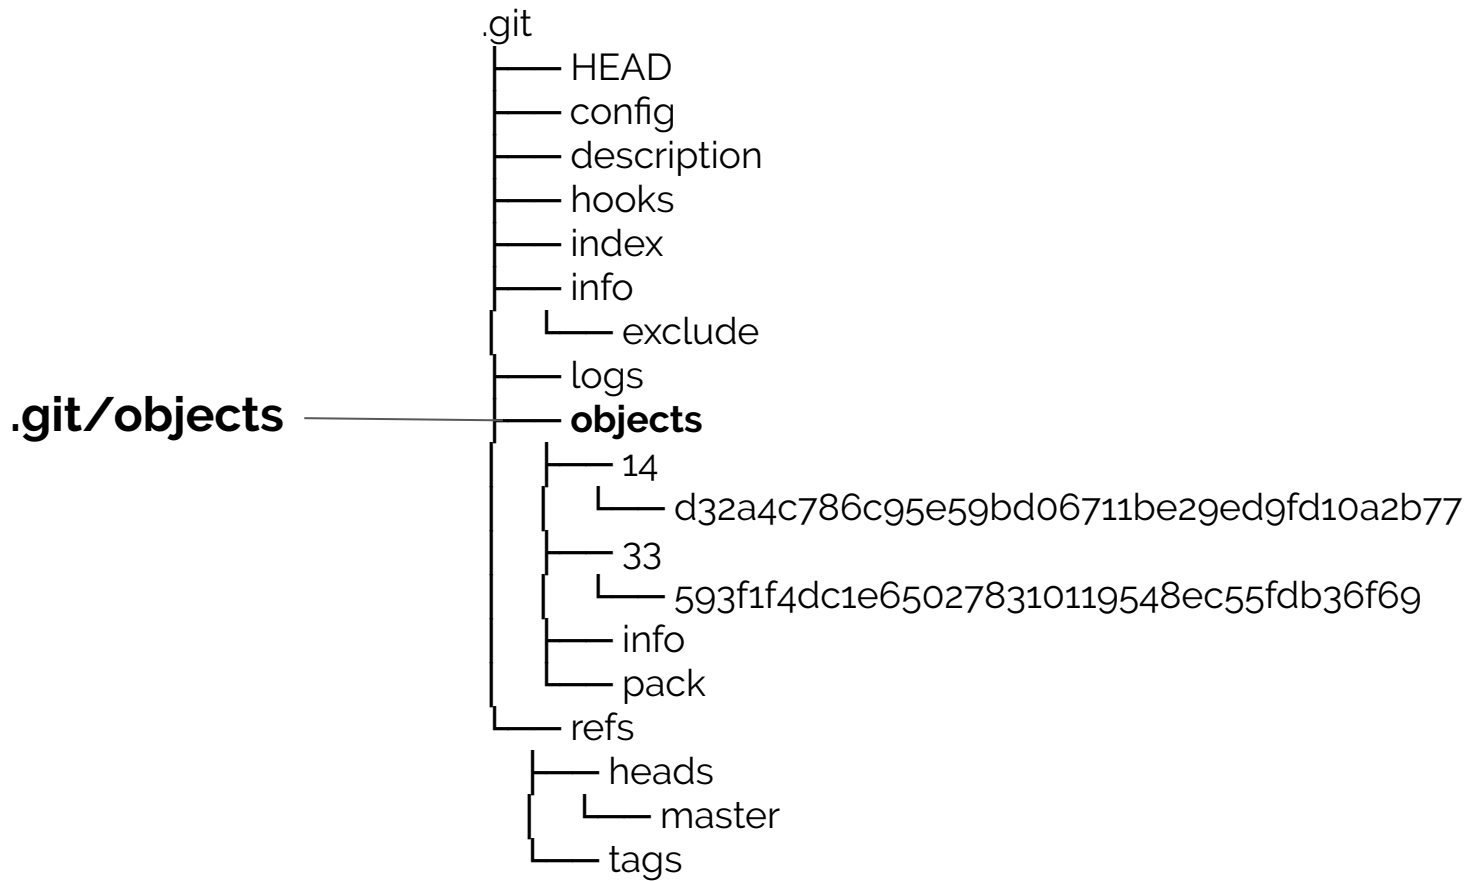 .git
HEAD
config
description
hooks
index
info
exclude
logs
.git/objects
objects
14
d32a4c786c95e59bd06711be29ed9fd10a2b77
33
593f1f4dc1e650278310119548ec55fdb36f69
info
pack
refs
heads
master
tags